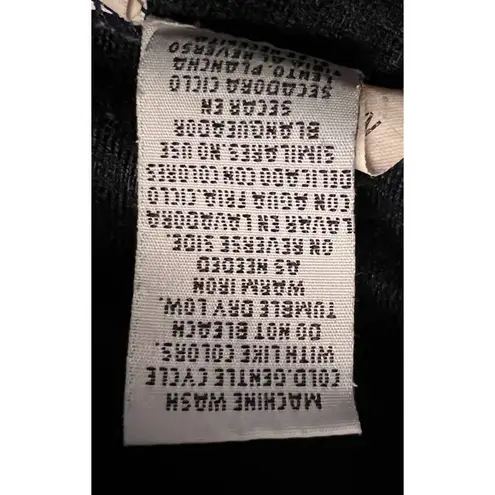 MACHINE WASH
COLD. GENTLE CYCLE
WITH LIKE COLORS.
DO NOT BLEACH
TUMBLE DRY LOW.
WARM IRON
AS NEEDED
ON REVERSE SIDE.
LAVAR EN LAVADORA
CON AGUA FRIA. CICLO
DELICADO CON COLORES
SIMILARES NO USE
BLANQUEADOR
SECAR EN
SECADORA CICLO
LENTO PLANCHA
REVERSO